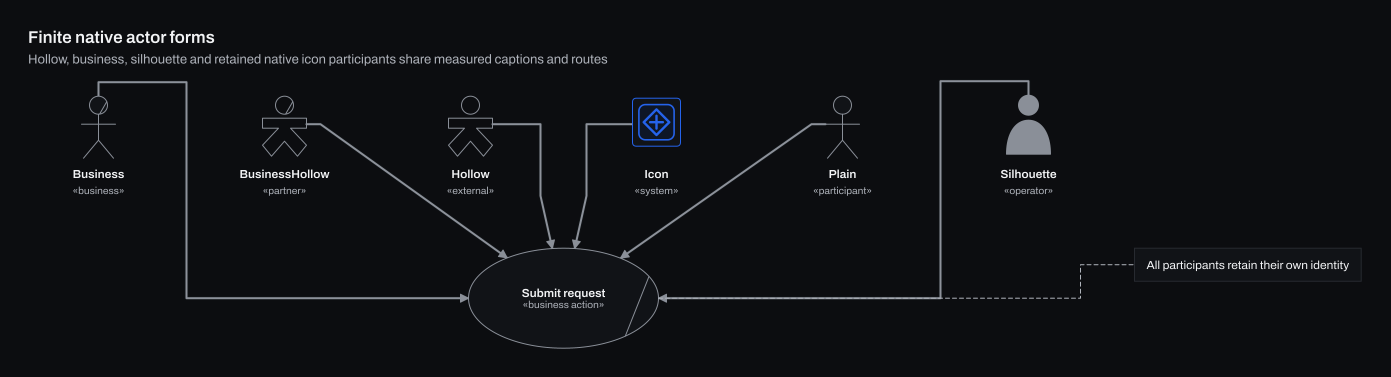 Finite native actor forms
Hollow, business, silhouette and retained native icon participants share measured captions and routes
Business
«business»
BusinessHollow
«partner»
Hollow
«external»
Icon
«system»
Plain
«participant»
Silhouette
«operator»
All participants retain their own identity
Submit request
«business action»